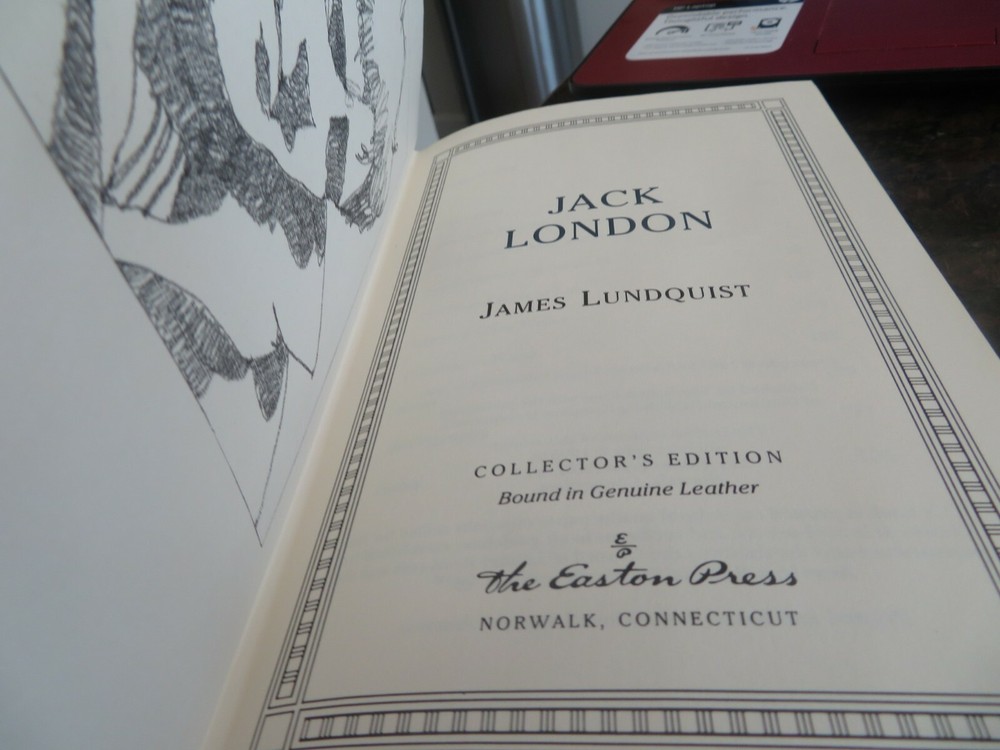 JACK
LONDON
JAMES LUNDQUIST
COLLECTOR'S EDITION
Bound in Genuine Leather
The Easton Press
NORWALK, CONNECTICUT